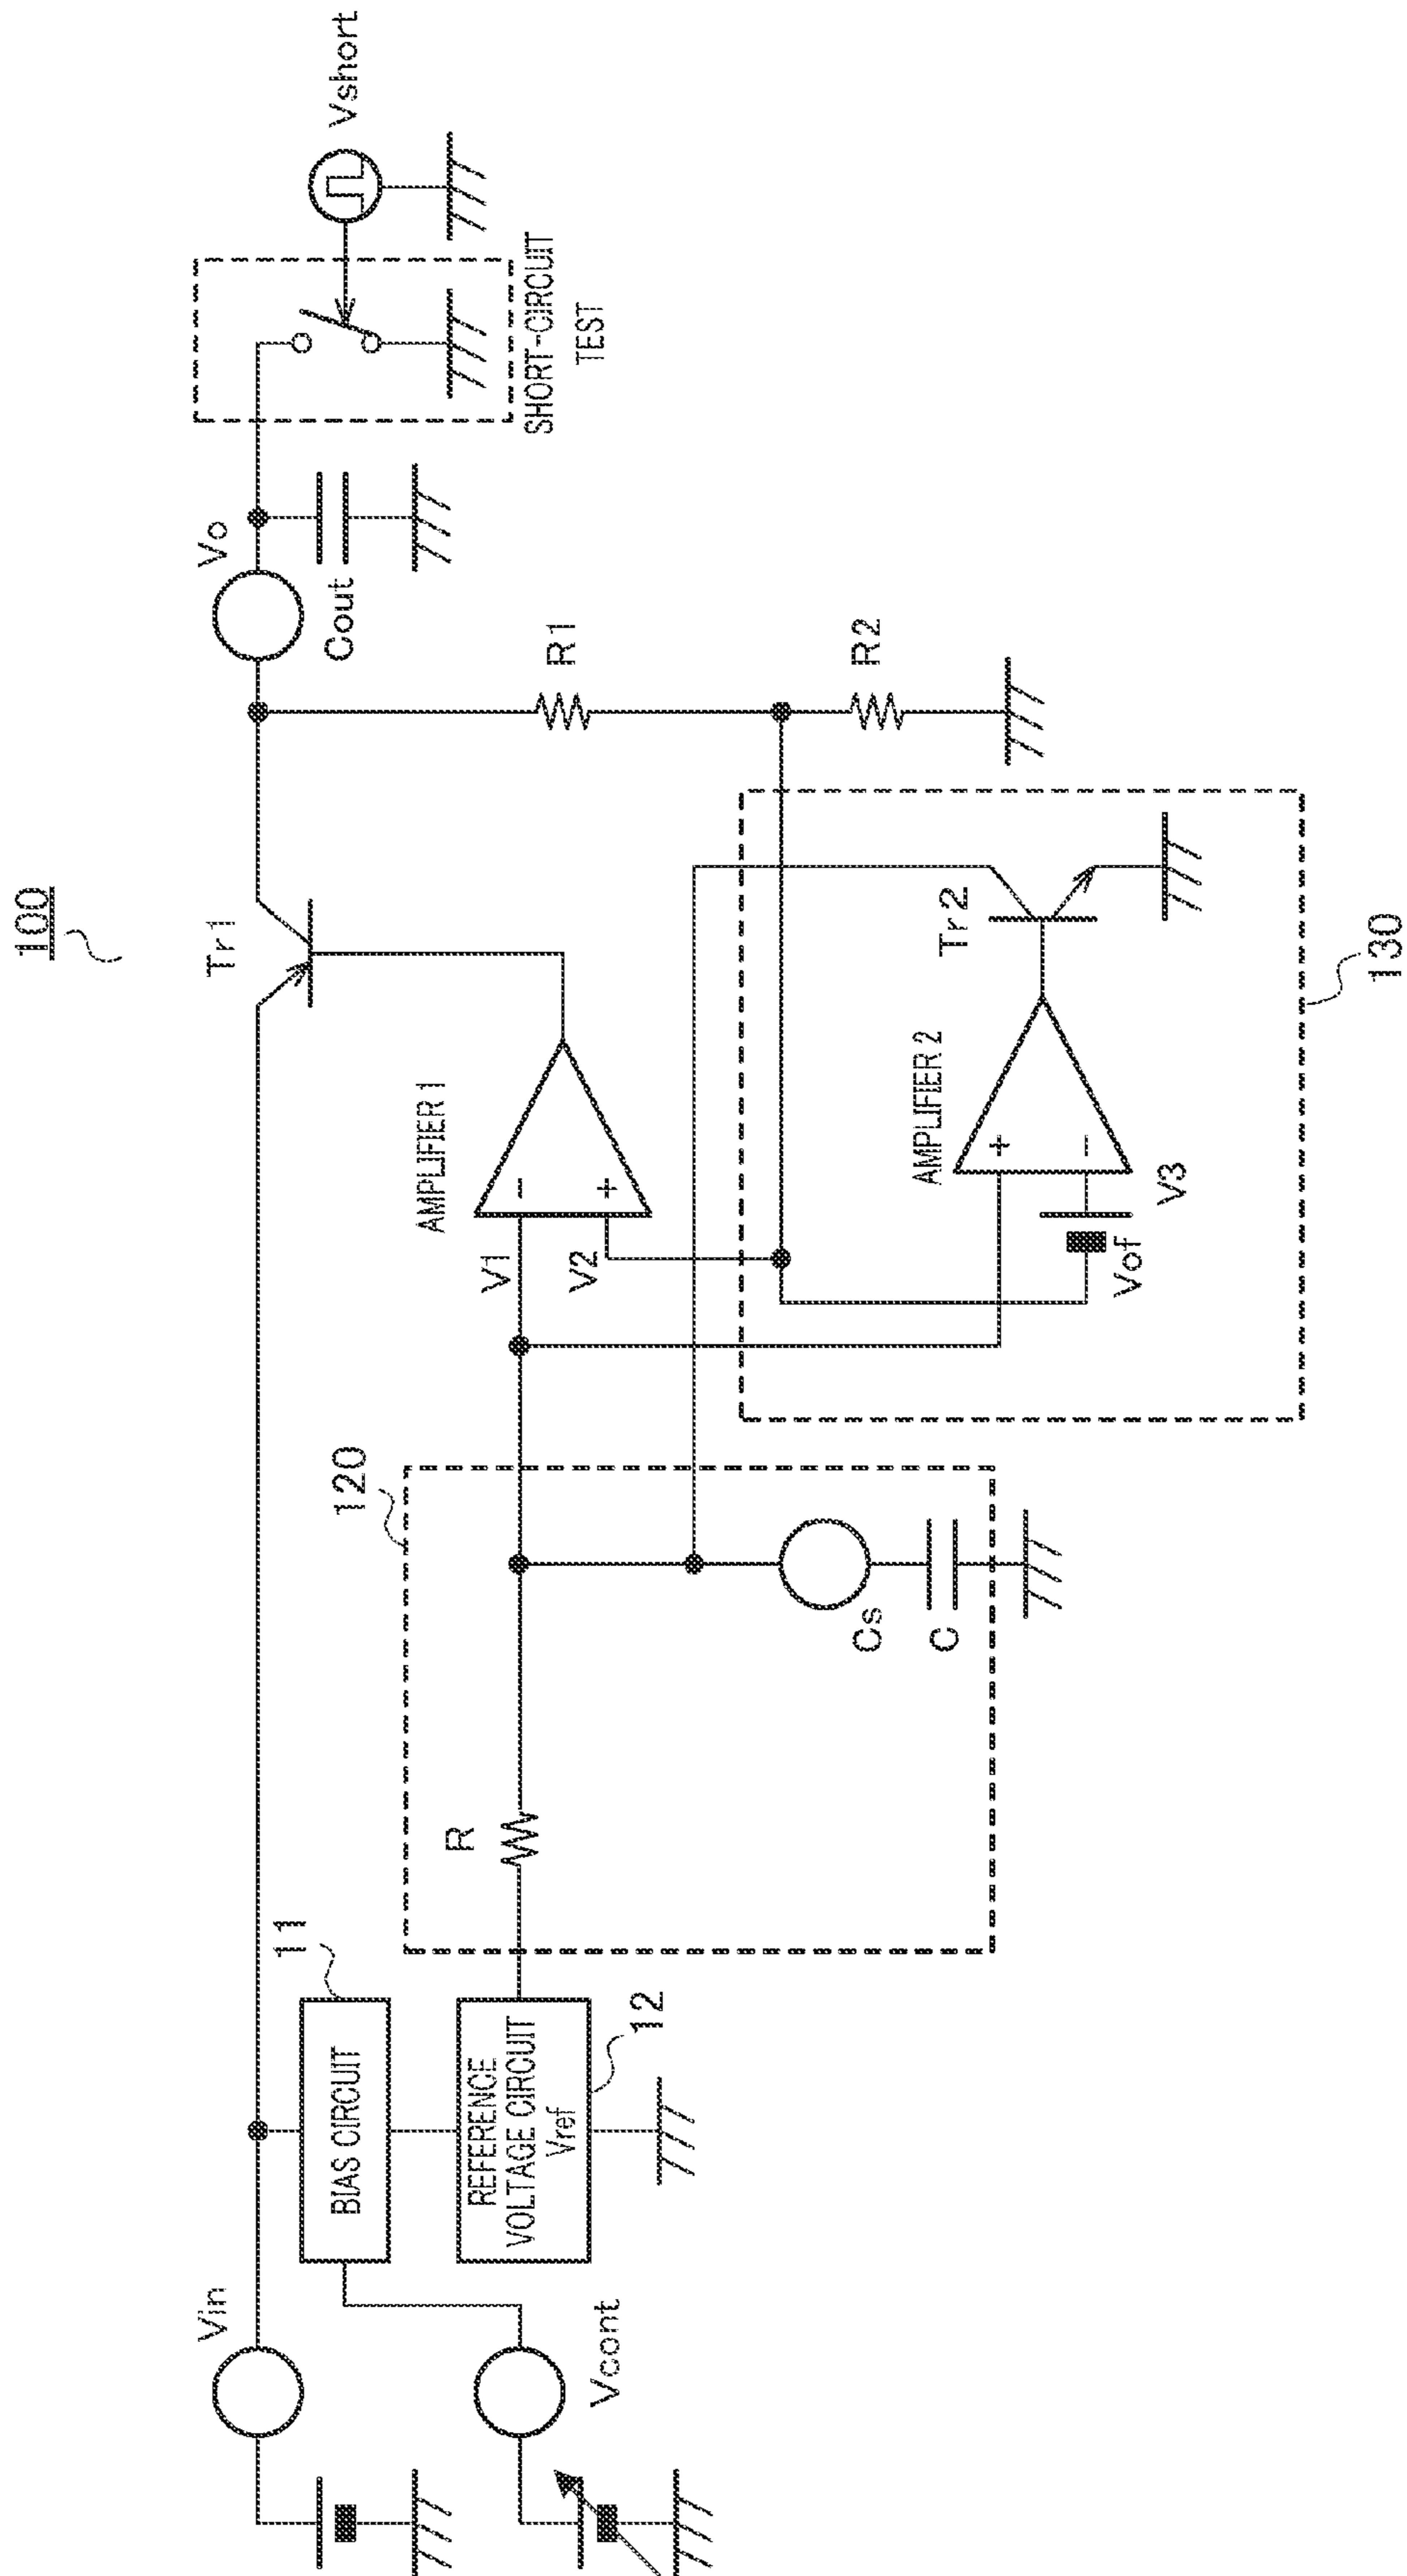 100
Vin
Vcont
11
BIAS CIRCUIT
REFERENCE
VOLTAGE CIRCUIT
Vref
12
120
R
Cs
C
V1
V2
AMPLIFIER 1
-
+
Tr1
AMPLIFIER 2
+
-
V3
Vof
Tr2
130
R1
R2
Vo
Cout
SHORT-CIRCUIT
TEST
Vshort